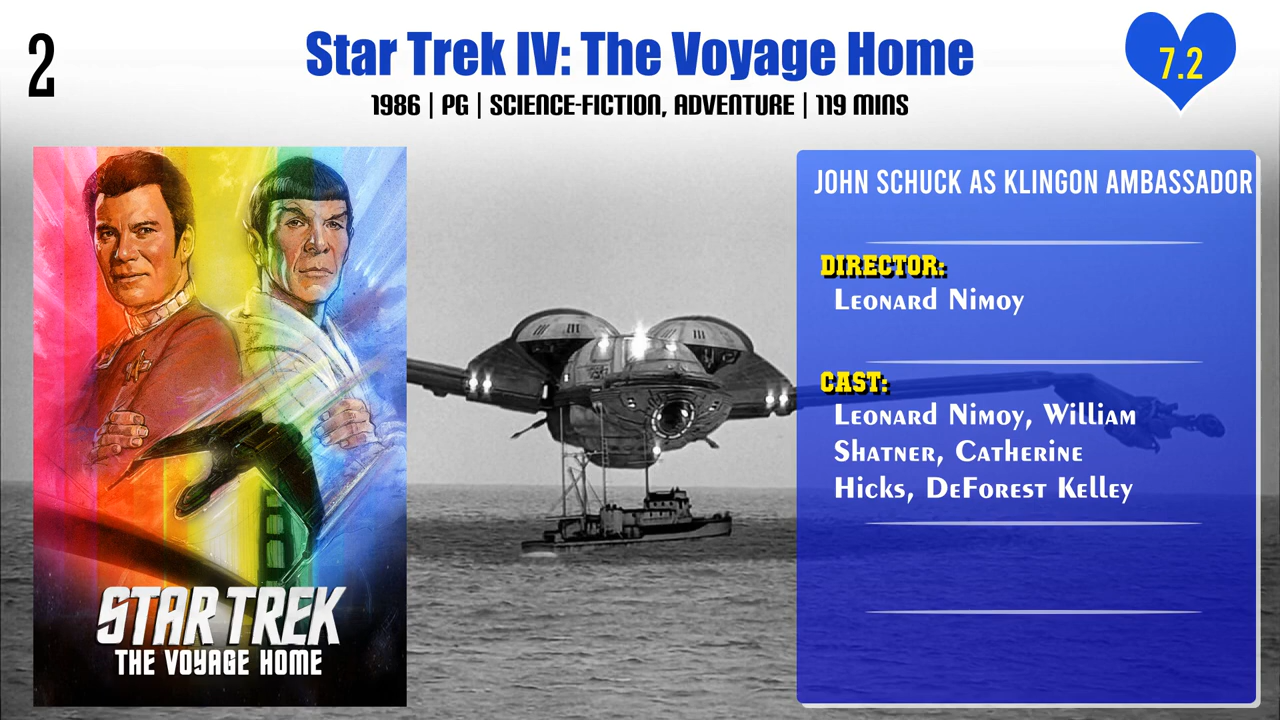 2
Star Trek IV: The Voyage Home
7.2
1986 | PG | SCIENCE-FICTION, ADVENTURE | 119 MINS
STAR TREK
THE VOYAGE HOME
JOHN SCHUCK AS KLINGON AMBASSADOR
DIRECTOR:
Leonard Nimoy
CAST:
Leonard Nimoy, William
Shatner, Catherine
Hicks, DeForest Kelley